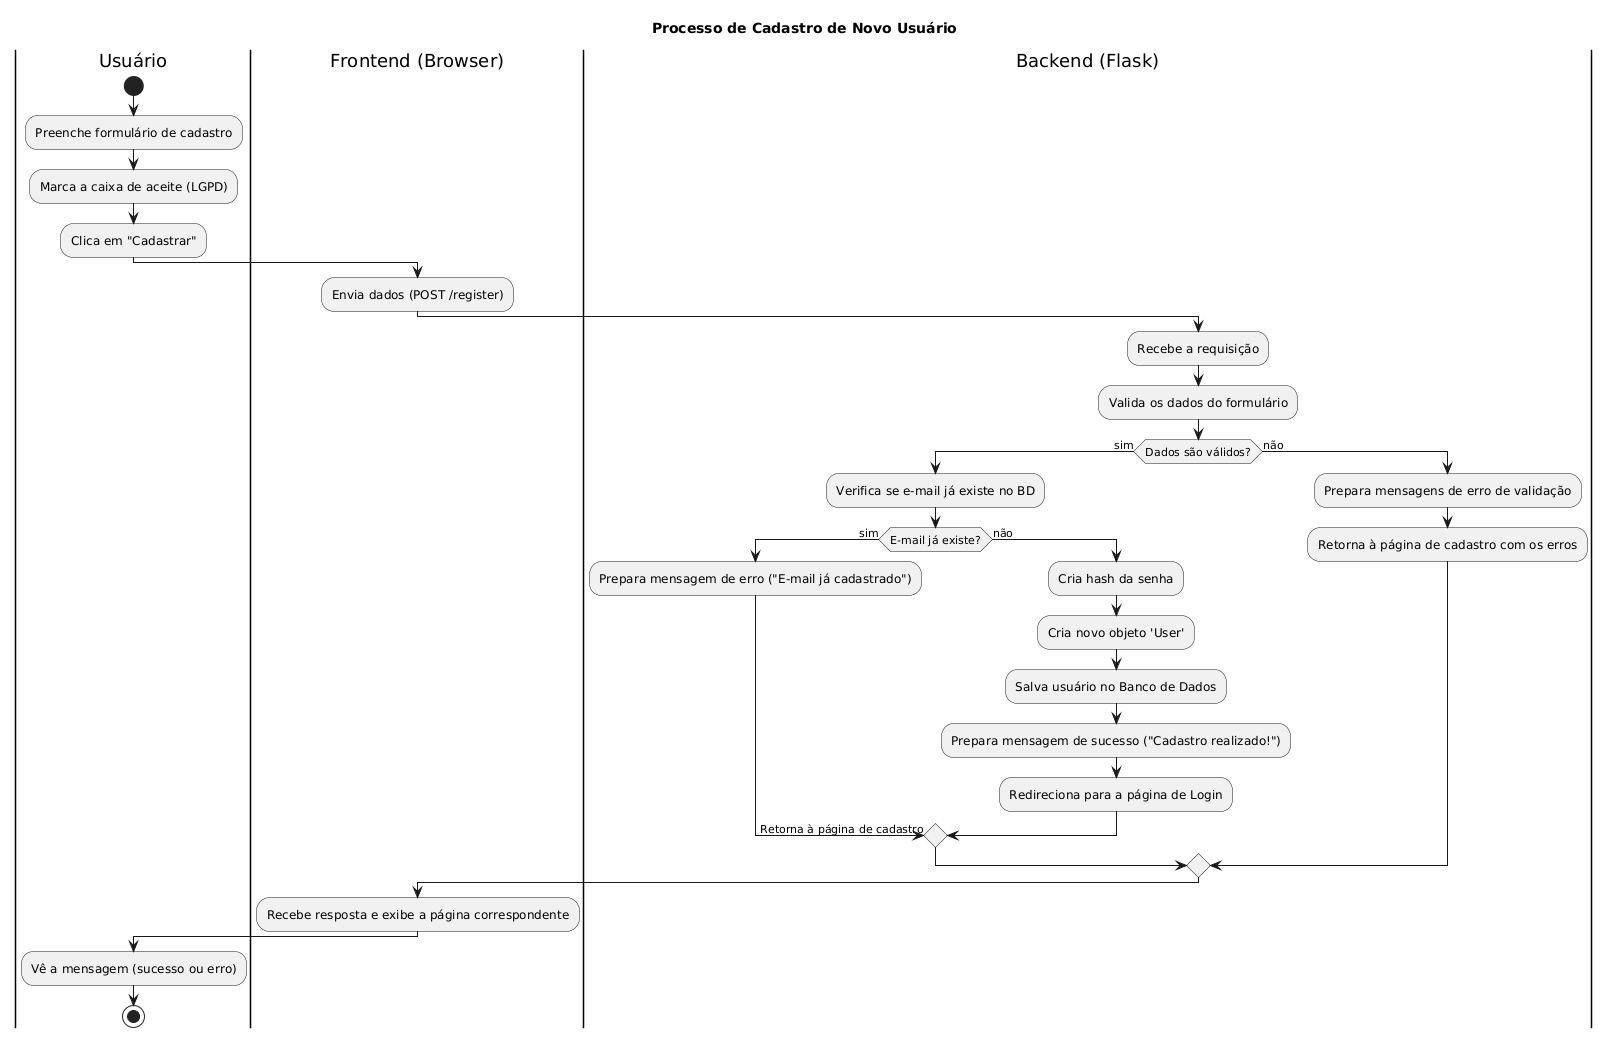 Processo de Cadastro de Novo Usuário
Usuário
Frontend (Browser)
Backend (Flask)
Preenche formulário de cadastro
Marca a caixa de aceite (LGPD)
Clica em "Cadastrar"
Envia dados (POST /register)
Recebe a requisição
Valida os dados do formulário
sim
Dados são válidos?
não
Verifica se e-mail já existe no BD
Prepara mensagens de erro de validação
sim
E-mail já existe?
não
Retorna à página de cadastro com os erros
Prepara mensagem de erro ("E-mail já cadastrado")
Cria hash da senha
Cria novo objeto 'User'
Salva usuário no Banco de Dados
Prepara mensagem de sucesso ("Cadastro realizado!")
Redireciona para a página de Login
Retorna à página de cadastro
Recebe resposta e exibe a página correspondente
Vê a mensagem (sucesso ou erro)